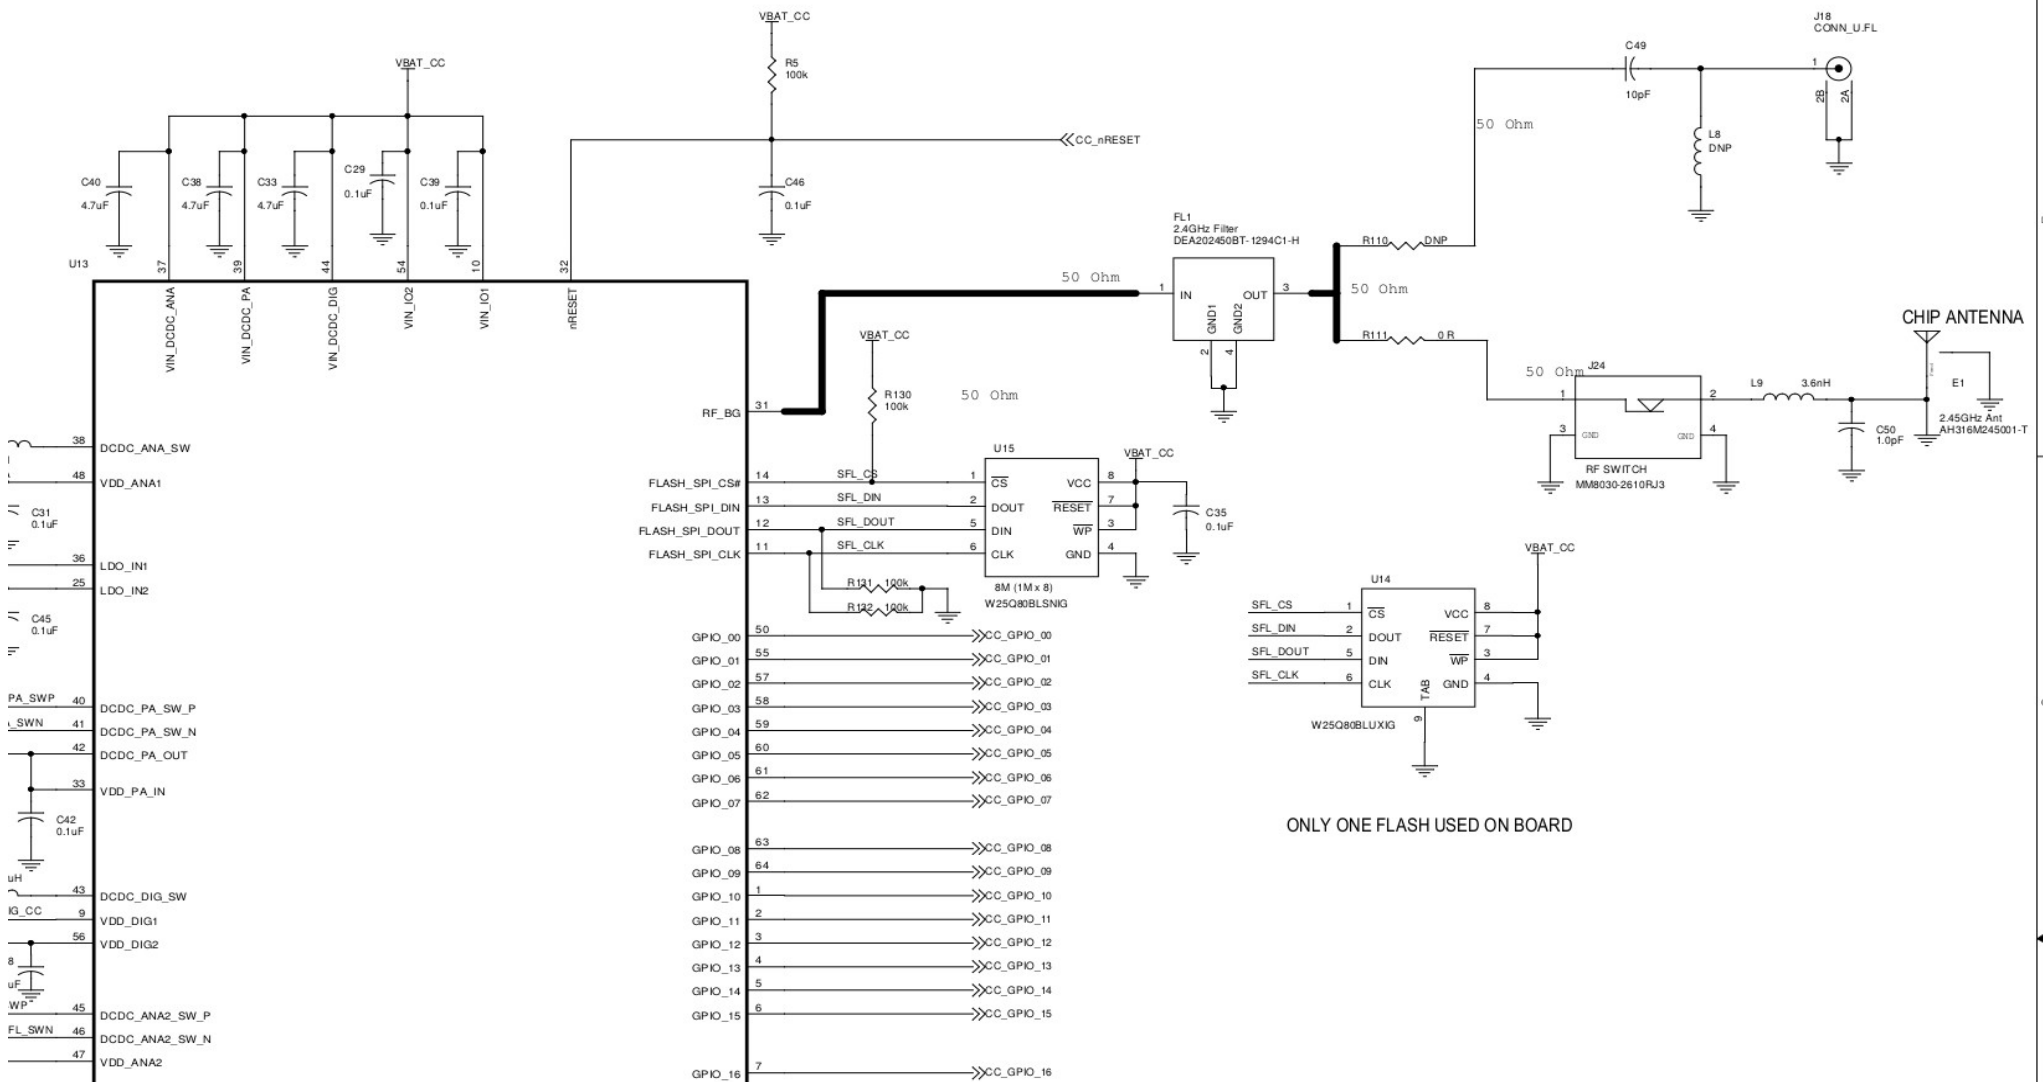 VBAT_CC
R5
100k
CC_nRESET
C46
0.1uF
VBAT_CC
C40
4.7uF
C38
4.7uF
C33
4.7uF
C29
0.1uF
C39
0.1uF
U13
37
39
44
54
10
32
VIN_DCDC_ANA
VIN_DCDC_PA
VIN_DCDC_DIG
VIN_IO2
VIN_IO1
nRESET
J18
CONN_U.FL
C49
10pF
1
2B
2A
50 Ohm
L8
DNP
FL1
2.4GHz Filter
DEA202450BT-1294C1-H
50 Ohm
1
IN
OUT
3
GND1
GND2
2
4
R110
DNP
50 Ohm
R111
0 R
CHIP ANTENNA
50 Ohm
J24
1
2
3
GND
GND
4
RF SWITCH
MM8030-2610RJ3
L9
3.6nH
C50
1.0pF
E1
2.45GHz Ant
AH316M245001-T
VBAT_CC
R130
100k
50 Ohm
RF_BG
31
FLASH_SPI_CS#
14
SFL_CS
FLASH_SPI_DIN
13
SFL_DIN
FLASH_SPI_DOUT
12
SFL_DOUT
FLASH_SPI_CLK
11
SFL_CLK
R131
100k
R132
100k
U15
1
CS
VCC
8
2
DOUT
RESET
7
5
DIN
WP
3
6
CLK
GND
4
8M (1M x 8)
W25Q80BLSNIG
VBAT_CC
C35
0.1uF
VBAT_CC
U14
SFL_CS
1
CS
VCC
8
SFL_DIN
2
DOUT
RESET
7
SFL_DOUT
5
DIN
WP
3
SFL_CLK
6
CLK
GND
4
TAB
9
W25Q80BLUXIG
ONLY ONE FLASH USED ON BOARD
38
DCDC_ANA_SW
48
VDD_ANA1
C31
0.1uF
36
LDO_IN1
25
LDO_IN2
C45
0.1uF
PA_SWP
40
DCDC_PA_SW_P
SWN
41
DCDC_PA_SW_N
42
DCDC_PA_OUT
33
VDD_PA_IN
C42
0.1uF
uH
43
DCDC_DIG_SW
IG_CC
9
VDD_DIG1
56
VDD_DIG2
8
uF
WP
45
DCDC_ANA2_SW_P
FL_SWN
46
DCDC_ANA2_SW_N
47
VDD_ANA2
GPIO_00
50
CC_GPIO_00
GPIO_01
55
CC_GPIO_01
GPIO_02
57
CC_GPIO_02
GPIO_03
58
CC_GPIO_03
GPIO_04
59
CC_GPIO_04
GPIO_05
60
CC_GPIO_05
GPIO_06
61
CC_GPIO_06
GPIO_07
62
CC_GPIO_07
GPIO_08
63
CC_GPIO_08
GPIO_09
64
CC_GPIO_09
GPIO_10
1
CC_GPIO_10
GPIO_11
2
CC_GPIO_11
GPIO_12
3
CC_GPIO_12
GPIO_13
4
CC_GPIO_13
GPIO_14
5
CC_GPIO_14
GPIO_15
6
CC_GPIO_15
GPIO_16
7
CC_GPIO_16